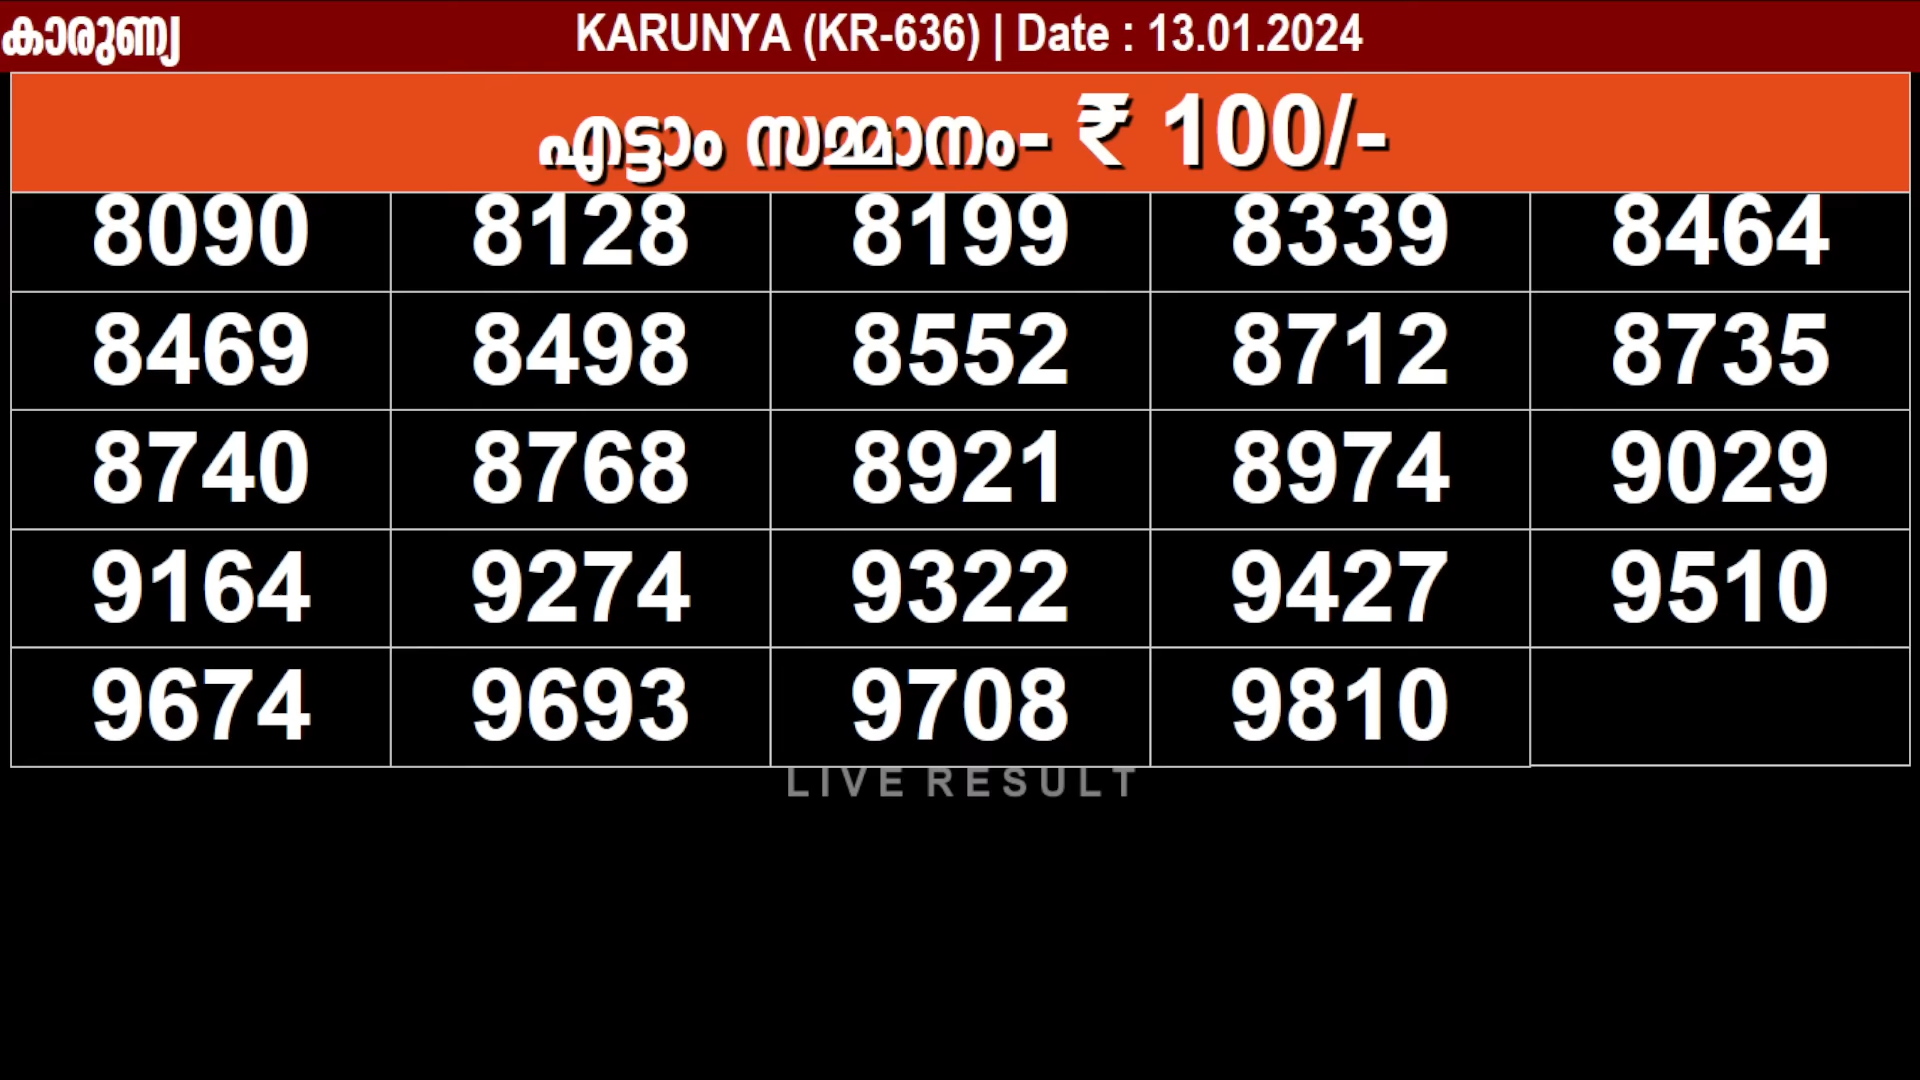 കാരുണ്യ KARUNYA (KR-636) | Date : 13.01.2024
എട്ടാം സമ്മാനം- ₹ 100/-
8090 8128 8199 8339 8464
8469 8498 8552 8712 8735
8740 8768 8921 8974 9029
9164 9274 9322 9427 9510
9674 9693 9708 9810
LIVE RESULT